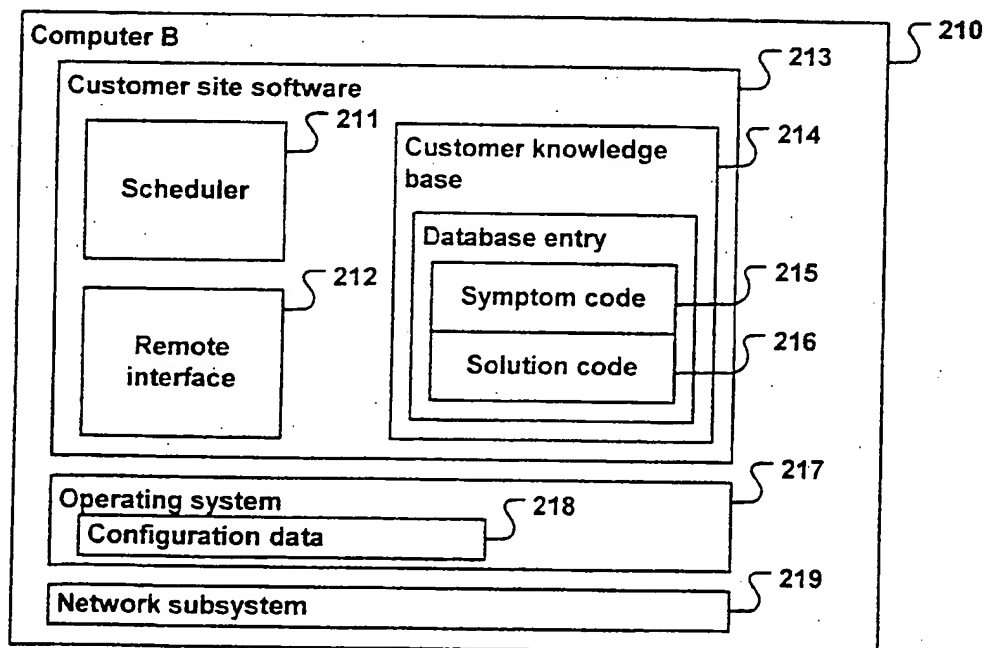 Computer B
210
213
Customer site software
211
214
Scheduler
Customer knowledge
base
Database entry
212
215
Symptom code
Remote
interface
216
Solution code
217
Operating system
218
Configuration data
219
Network subsystem